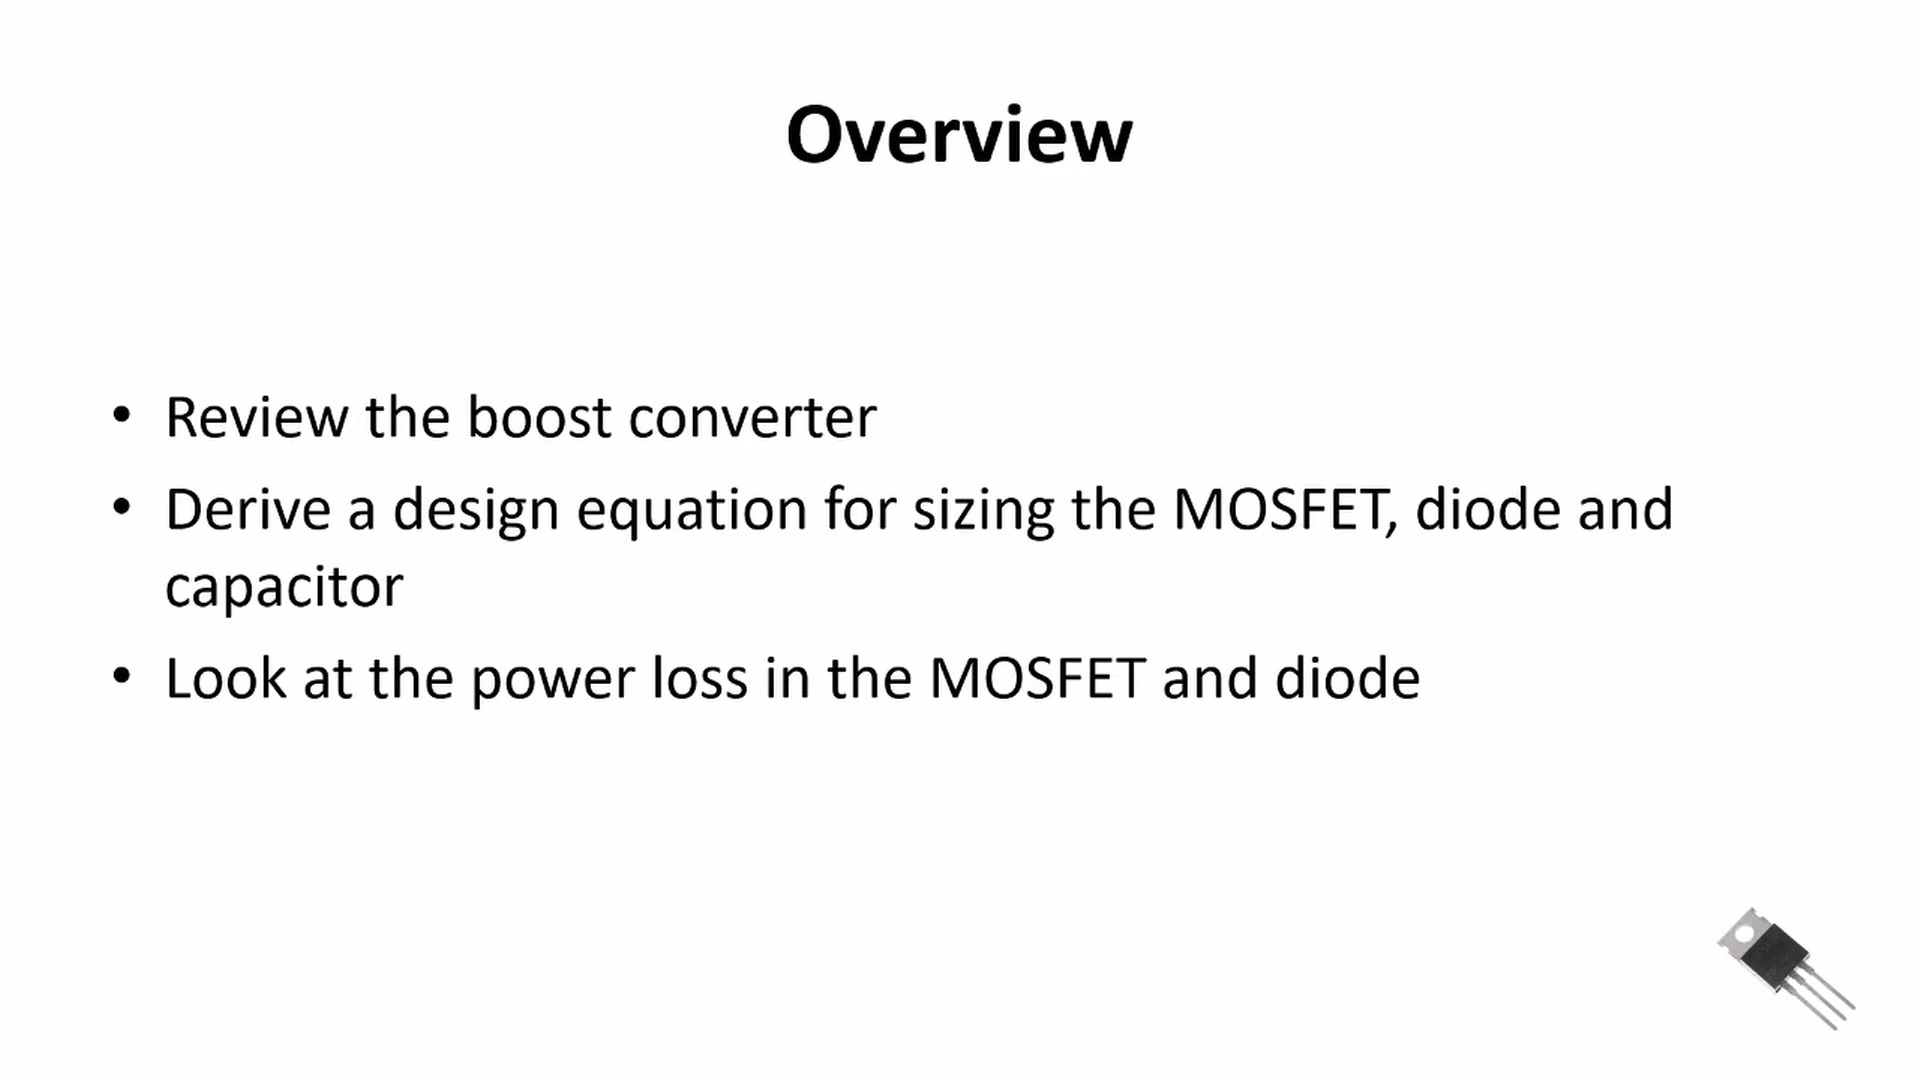 Overview
• Review the boost converter
• Derive a design equation for sizing the MOSFET, diode and
capacitor
• Look at the power loss in the MOSFET and diode